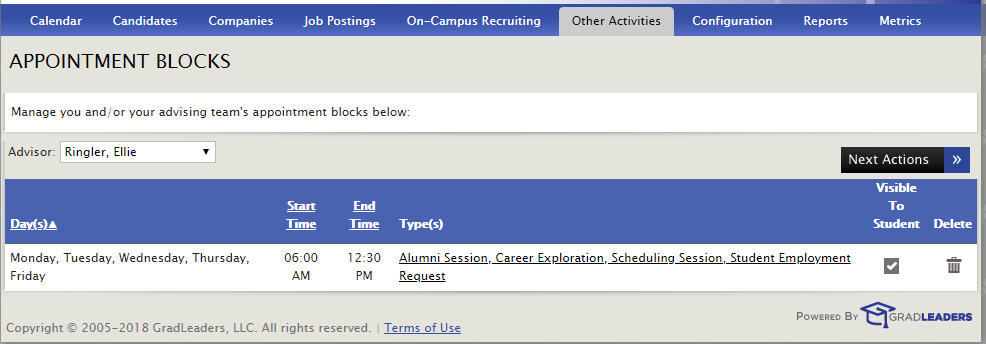 Calendar Candidates Companies Job Postings On-Campus Recruiting Other Activities Configuration Reports Metrics
APPOINTMENT BLOCKS
Manage you and/or your advising team's appointment blocks below:
Advisor: Ringler, Ellie ▼
Next Actions »
Day(s)▲ Start Time End Time Type(s) Visible To Student Delete
Monday, Tuesday, Wednesday, Thursday, Friday
06:00 AM
12:30 PM
Alumni Session, Career Exploration, Scheduling Session, Student Employment
Request
POWERED BY GRADLEADERS
Copyright © 2005-2018 GradLeaders, LLC. All rights reserved. | Terms of Use